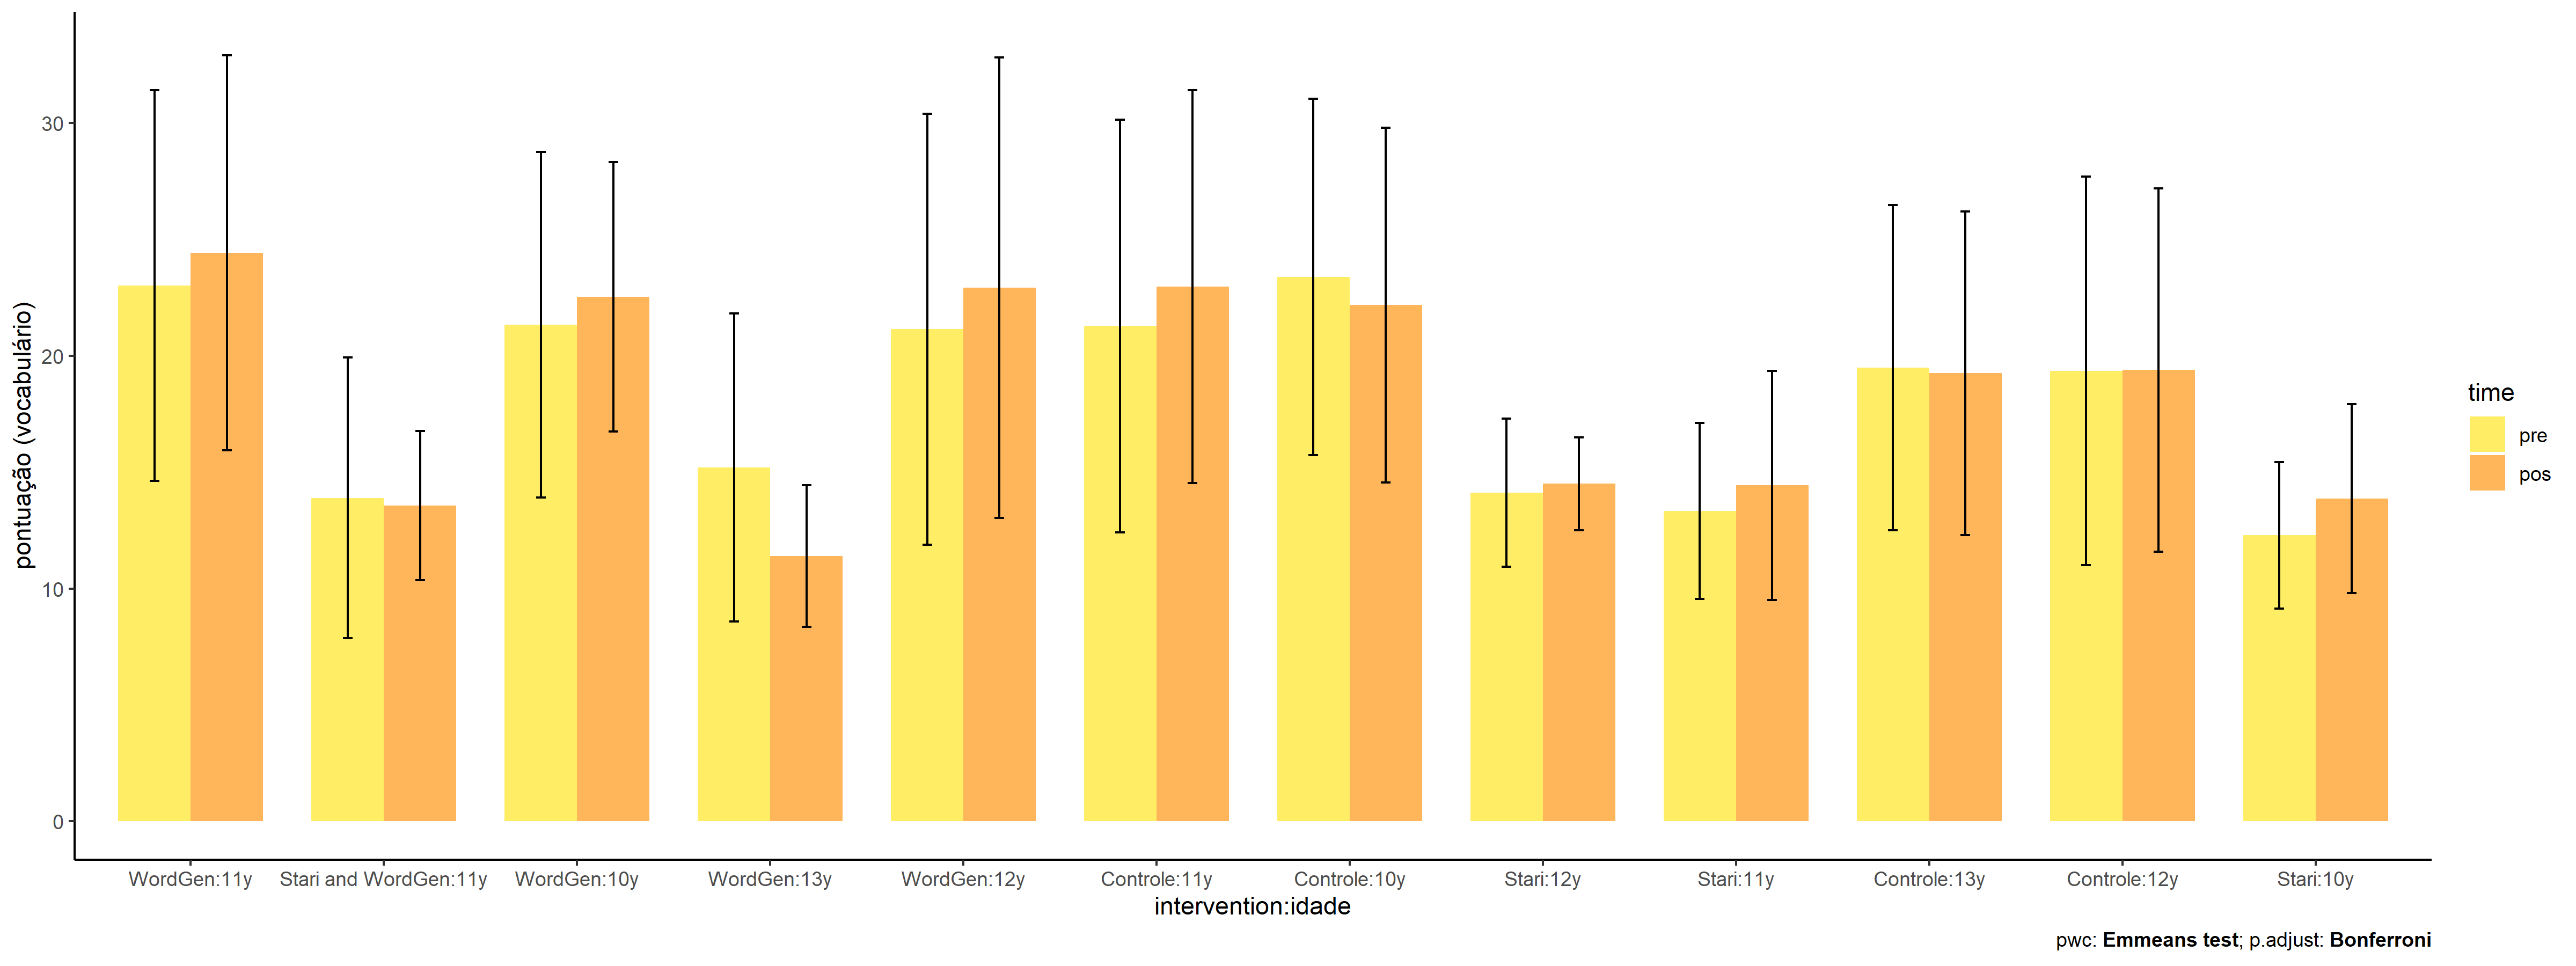 pontuação (vocabulário)
30
20
10
0
WordGen:11y Stari and WordGen:11y WordGen:10y WordGen:13y WordGen:12y Controle:11y Controle:10y Stari:12y Stari:11y Controle:13y Controle:12y Stari:10y
intervention:idade
time
pre
pos
pwc: Emmeans test; p.adjust: Bonferroni